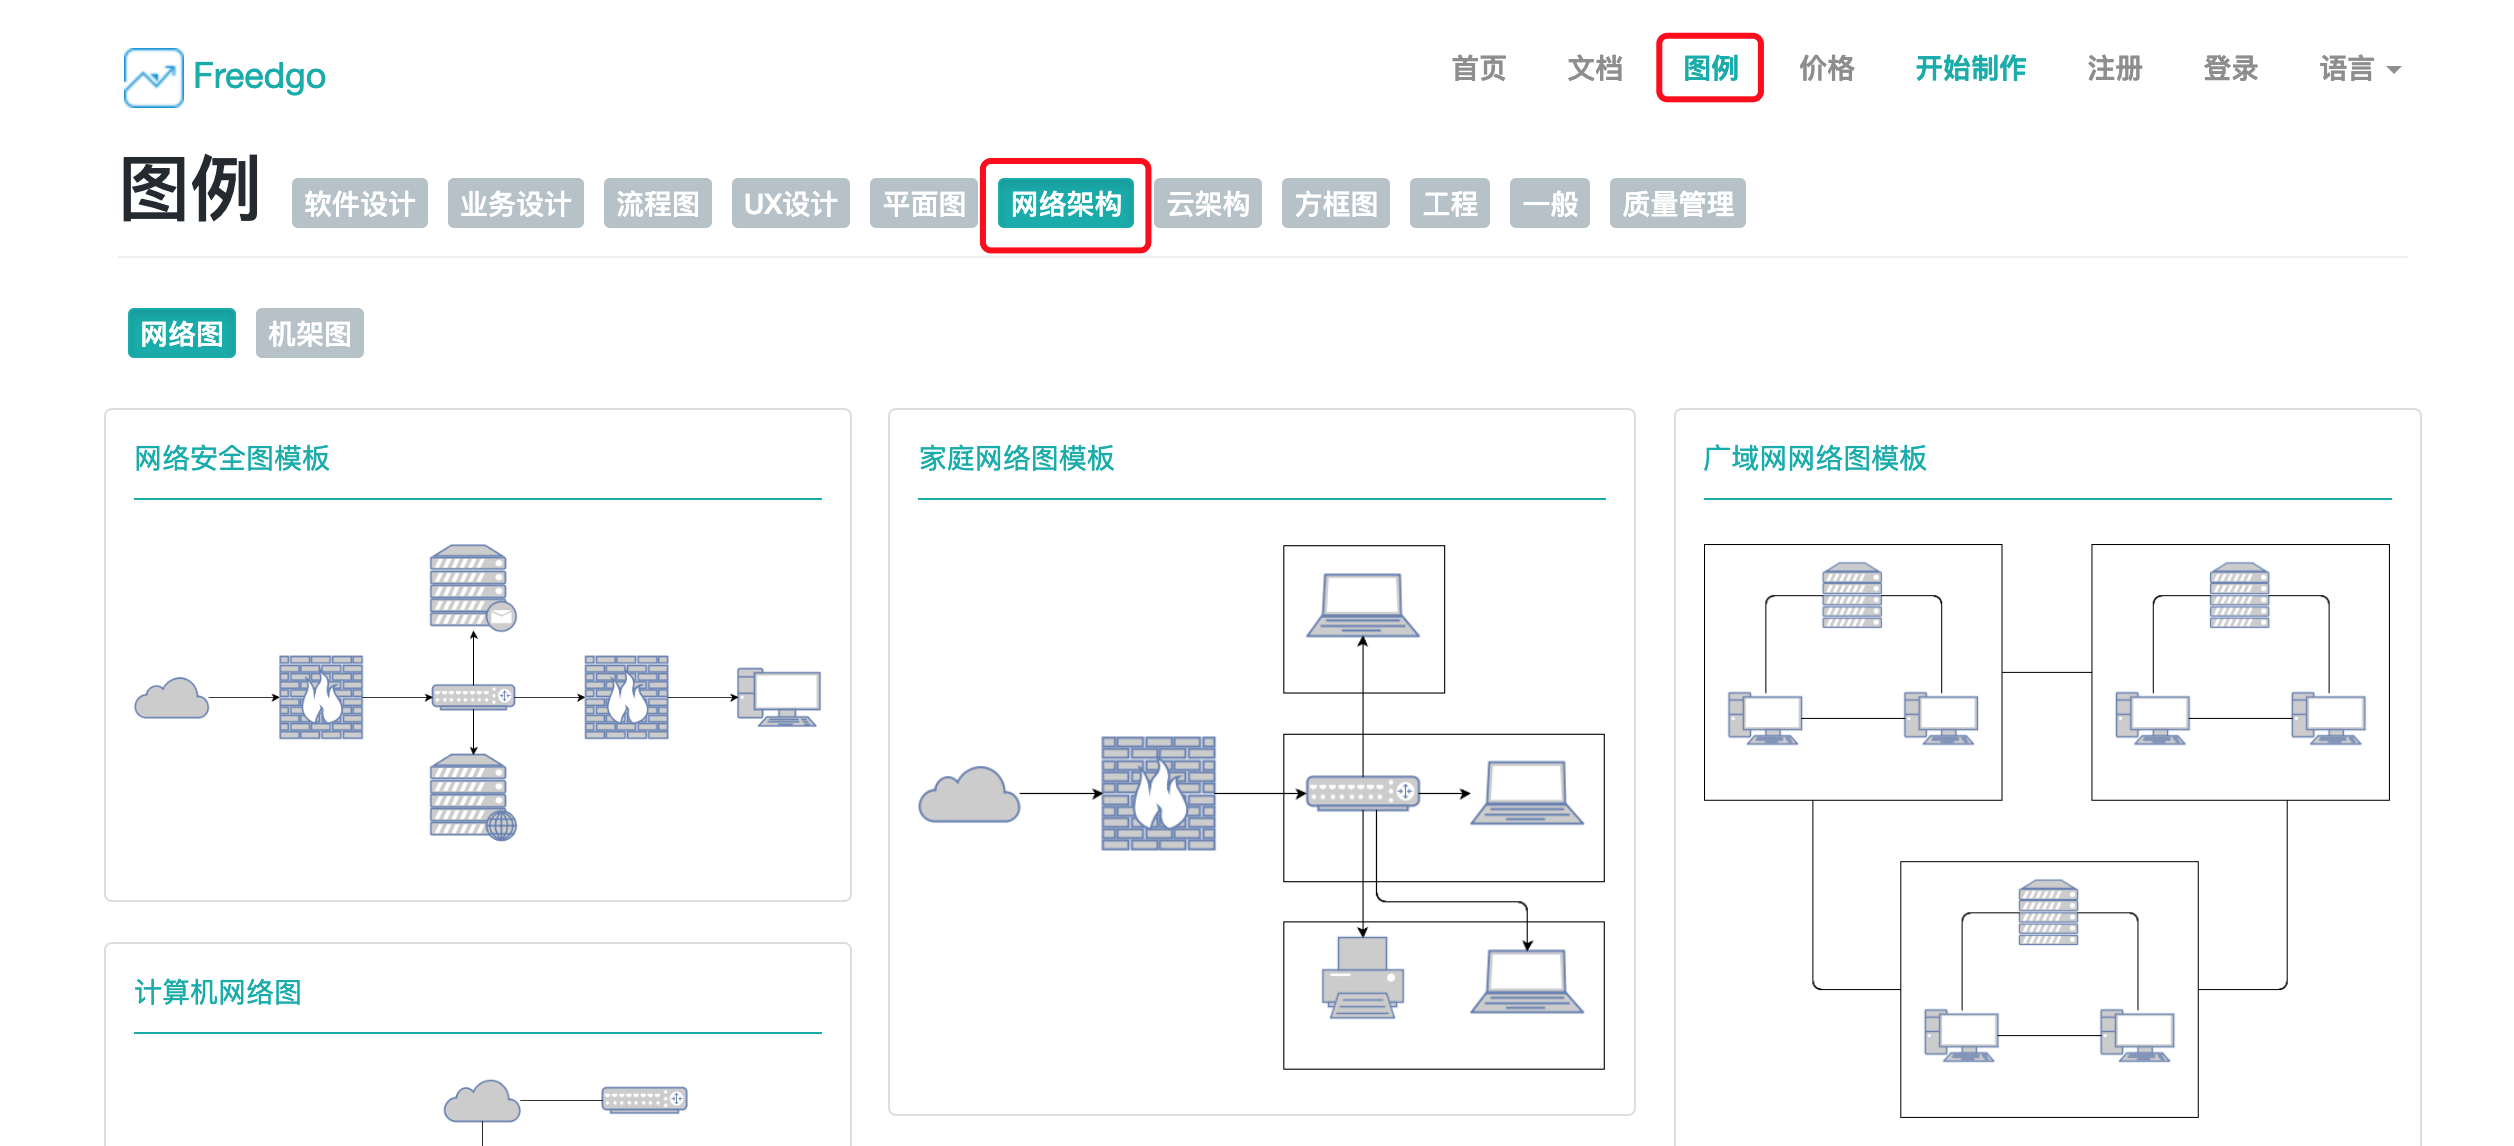 Freedgo
首页 文档 图例 价格 开始制作 注册 登录 语言
图例 软件设计 业务设计 流程图 UX设计 平面图 网络架构 云架构 方框图 工程 一般 质量管理
网络图 机架图
网络安全图模板 家庭网络图模板 广域网网络图模板
计算机网络图